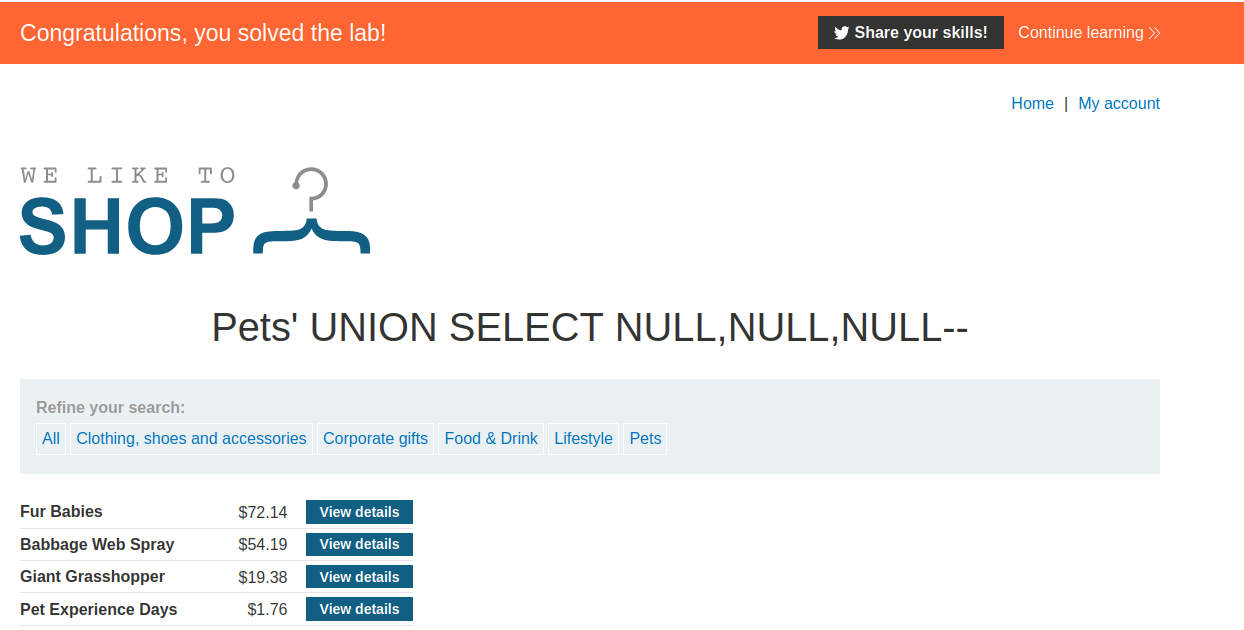 Congratulations, you solved the lab!
Share your skills!
Continue learning
Home | My account
WE LIKE TO
SHOP
Pets' UNION SELECT NULL,NULL,NULL--
Refine your search:
All Clothing, shoes and accessories Corporate gifts Food & Drink Lifestyle Pets
Fur Babies $72.14 View details
Babbage Web Spray $54.19 View details
Giant Grasshopper $19.38 View details
Pet Experience Days $1.76 View details